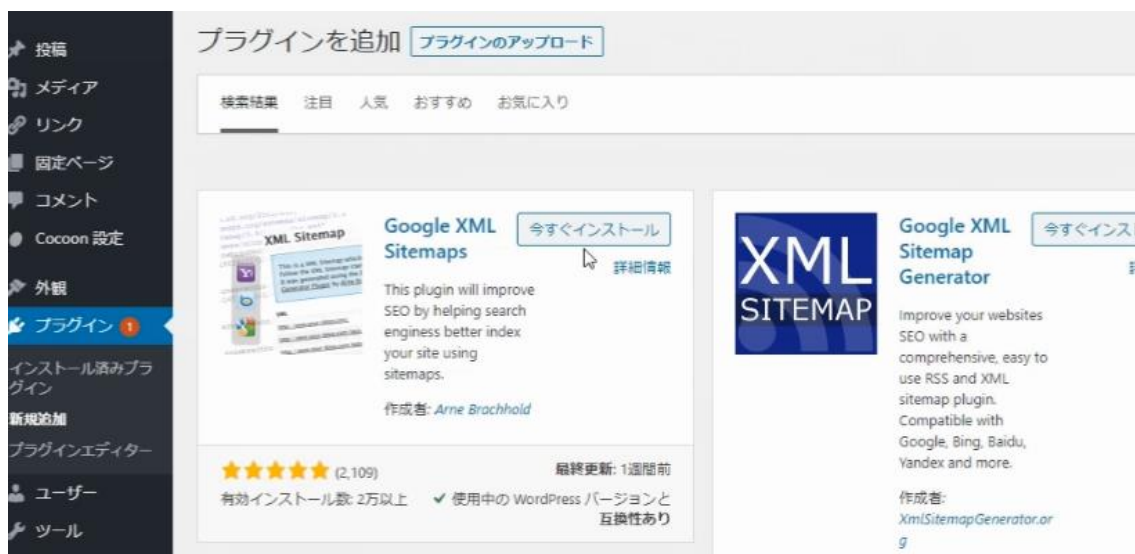 投稿
メディア
リンク
固定ページ
コメント
Cocoon 設定
外観
プラグイン 1
インストール済みプラ
グイン
新規追加
プラグインエディター
ユーザー
ツール
プラグインを追加 プラグインのアップロード
検索結果 注目 人気 おすすめ お気に入り
XML Sitemap
Google XML
Sitemaps
今すぐインストール
詳細情報
This plugin will improve
SEO by helping search
enginess better index
your site using
sitemaps.
作成者: Arne Brachhold
(2,109)
最終更新: 1週間前
有効インストール数: 2万以上
使用中の WordPress バージョンと
互換性あり
XML
SITEMAP
Google XML
Sitemap
Generator
今すぐインス
Improve your websites
SEO with a
comprehensive, easy to
use RSS and XML
sitemap plugin.
Compatible with
Google, Bing, Baidu,
Yandex and more.
作成者:
XmlSitemapGenerator.or
g